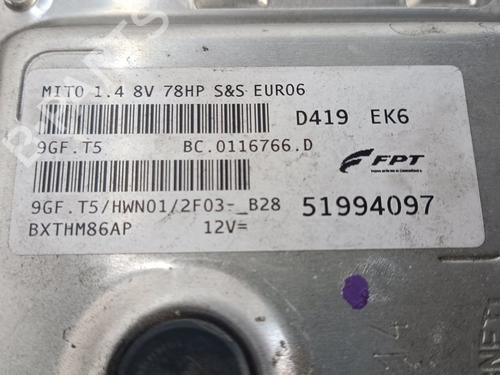 MITO 1.4 8V 78HP S&S EURO6
D419 EK6
9GF.T5 BC.0116766.D
FPT
9GF.T5/HWN01/2F03-_B28 51994097
BXTHM86AP 12V=